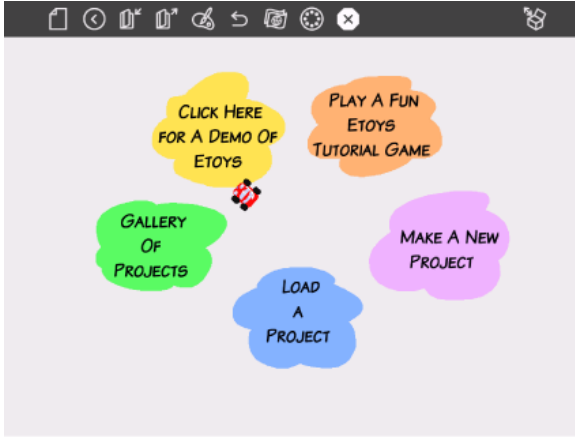 Click Here
for A Demo Of
Etoys
Play A Fun
Etoys
Tutorial Game
Gallery
Of
Projects
Make A New
Project
Load
A
Project